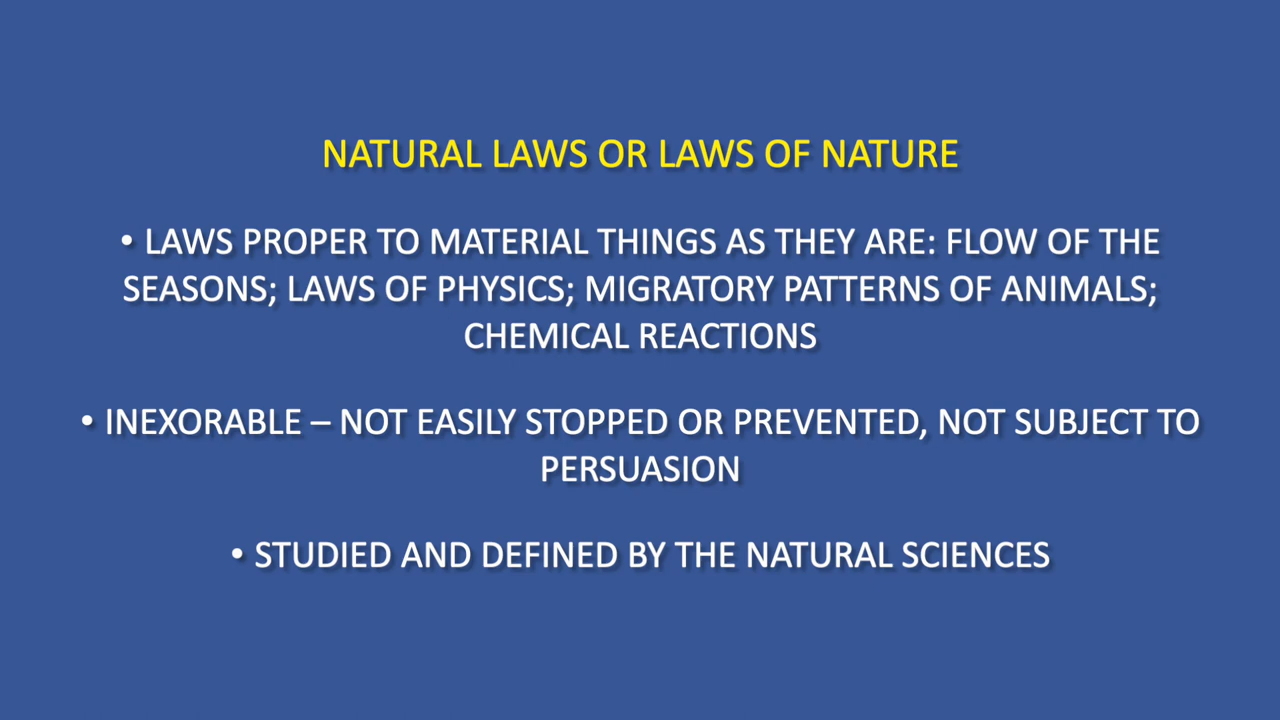 NATURAL LAWS OR LAWS OF NATURE
• LAWS PROPER TO MATERIAL THINGS AS THEY ARE: FLOW OF THE
SEASONS; LAWS OF PHYSICS; MIGRATORY PATTERNS OF ANIMALS;
CHEMICAL REACTIONS
• INEXORABLE – NOT EASILY STOPPED OR PREVENTED, NOT SUBJECT TO
PERSUASION
• STUDIED AND DEFINED BY THE NATURAL SCIENCES